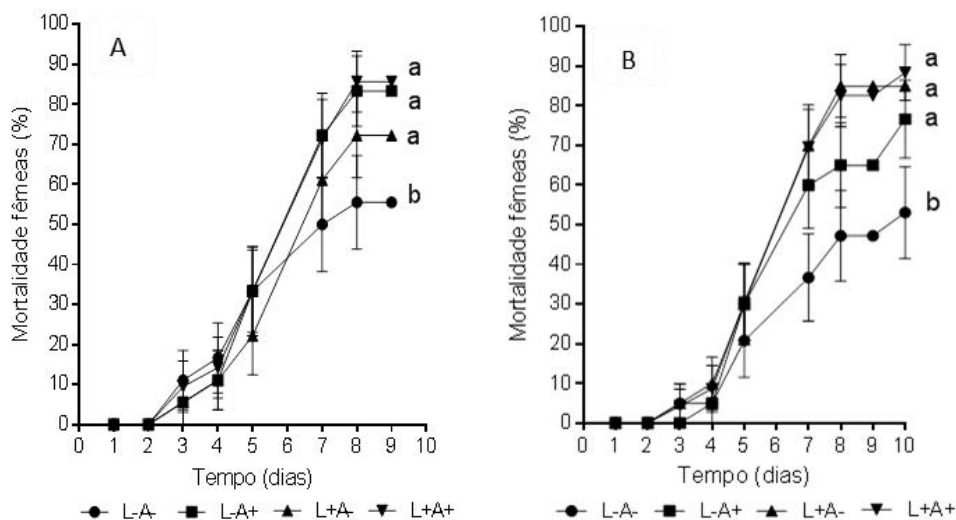 A
Mortalidade fêmeas (%)
100
90
80
70
60
50
40
30
20
10
0
a
a
a
b
0 1 2 3 4 5 6 7 8 9 10
Tempo (dias)
L-A- L-A+ L+A- L+A+
B
Mortalidade fêmeas (%)
100
90
80
70
60
50
40
30
20
10
0
a
a
a
b
0 1 2 3 4 5 6 7 8 9 10
Tempo (dias)
L-A- L-A+ L+A- L+A+